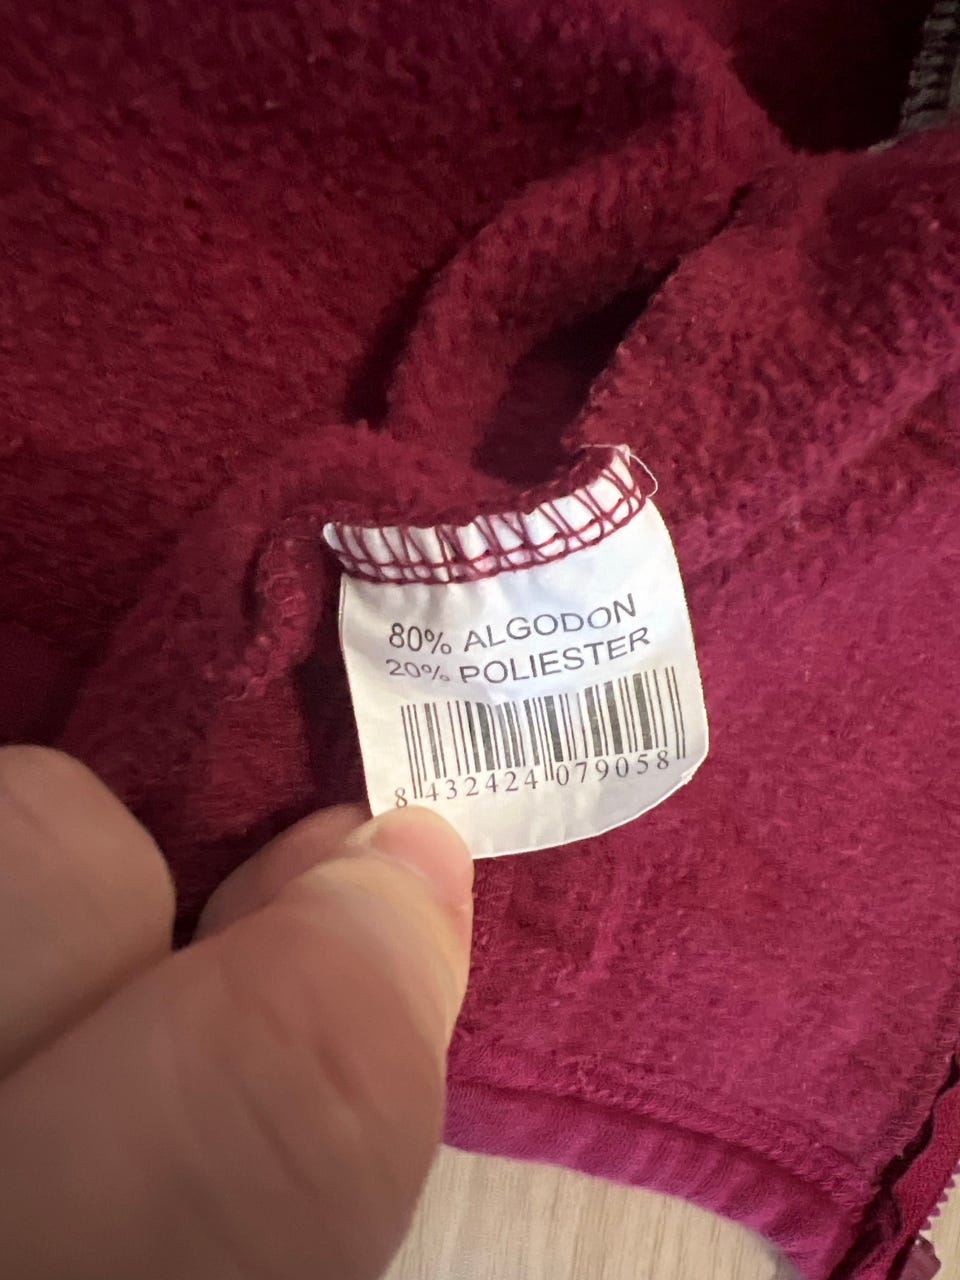 80% ALGODON
20% POLIESTER
8 432424 079058